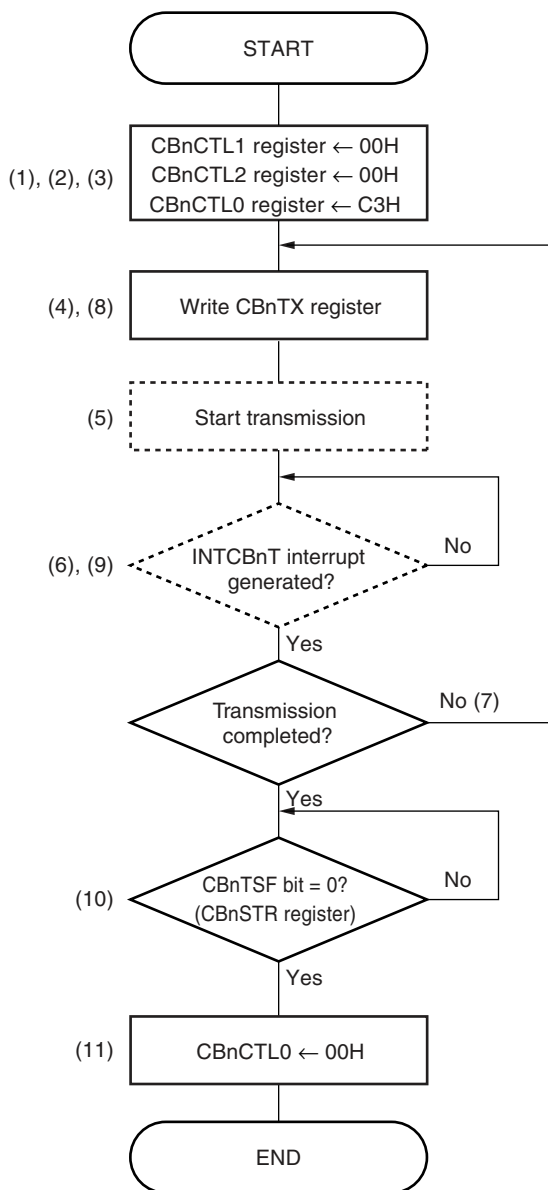 START
CBnCTL1 register ← 00H
CBnCTL2 register ← 00H
(1), (2), (3)
CBnCTL0 register ← C3H
(4), (8)
Write CBnTX register
(5)
Start transmission
(6), (9)
INTCBnT interrupt
generated?
No
Yes
Transmission
completed?
No (7)
Yes
(10)
CBnTSF bit = 0?
(CBnSTR register)
No
Yes
(11)
CBnCTL0 ← 00H
END